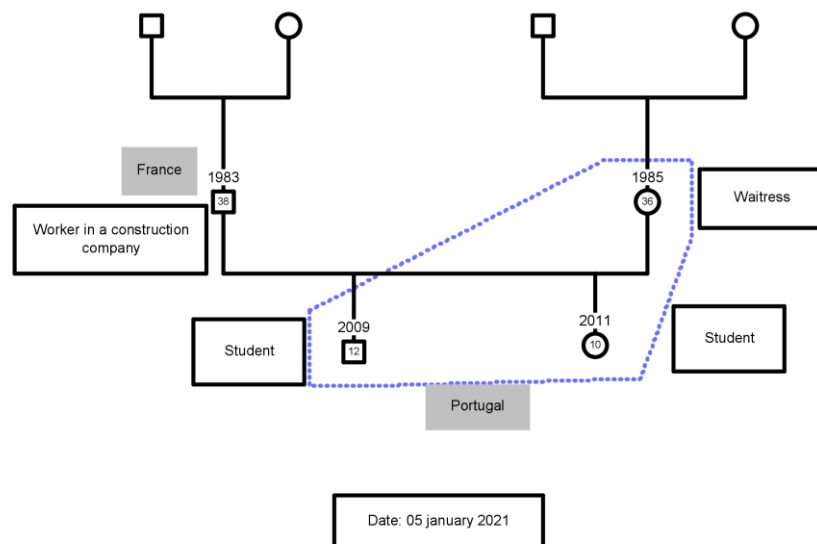 France
1983
1985
38
36
Waitress
Worker in a construction
company
2009
2011
Student
12
10
Student
Portugal
Date: 05 january 2021